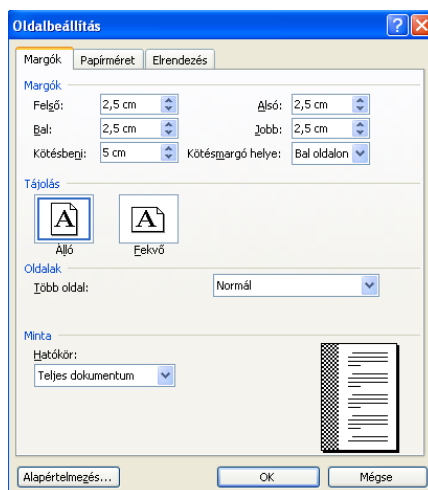 Oldalbeállítás
Margók Papírméret Elrendezés
Margók
Felső: 2,5 cm Alsó: 2,5 cm
Bal: 2,5 cm Jobb: 2,5 cm
Kötésbeni: 5 cm Kötésmargó helye: Bal oldalon
Tájolás
A A
Álló Fekvő
Oldalak
Több oldal: Normál
Minta
Hatókör:
Teljes dokumentum
Alapértelmezés... OK Mégse